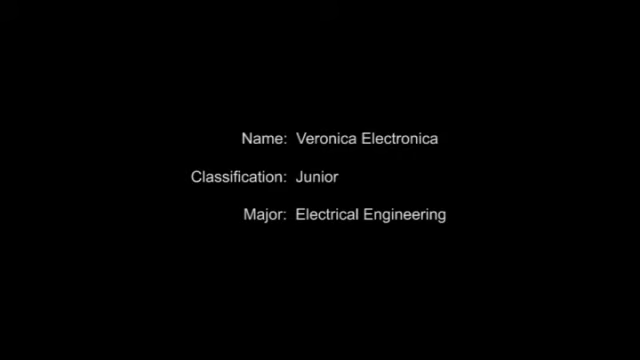 Name: Veronica Electronica
Classification: Junior
Major: Electrical Engineering